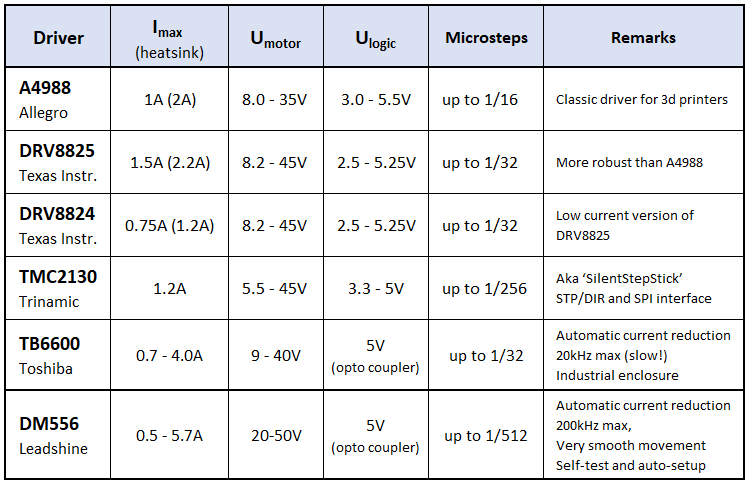 Driver
Imax
(heatsink)
Umotor
Ulogic
Microsteps
Remarks
A4988
Allegro
1A (2A)
8.0 - 35V
3.0 - 5.5V
up to 1/16
Classic driver for 3d printers
DRV8825
Texas Instr.
1.5A (2.2A)
8.2 - 45V
2.5 - 5.25V
up to 1/32
More robust than A4988
DRV8824
Texas Instr.
0.75A (1.2A)
8.2 - 45V
2.5 - 5.25V
up to 1/32
Low current version of
DRV8825
TMC2130
Trinamic
1.2A
5.5 - 45V
3.3 - 5V
up to 1/256
Aka ‘SilentStepStick’
STP/DIR and SPI interface
TB6600
Toshiba
0.7 - 4.0A
9 - 40V
5V
(opto coupler)
up to 1/32
Automatic current reduction
20kHz max (slow!)
Industrial enclosure
DM556
Leadshine
0.5 - 5.7A
20-50V
5V
(opto coupler)
up to 1/512
Automatic current reduction
200kHz max,
Very smooth movement
Self-test and auto-setup